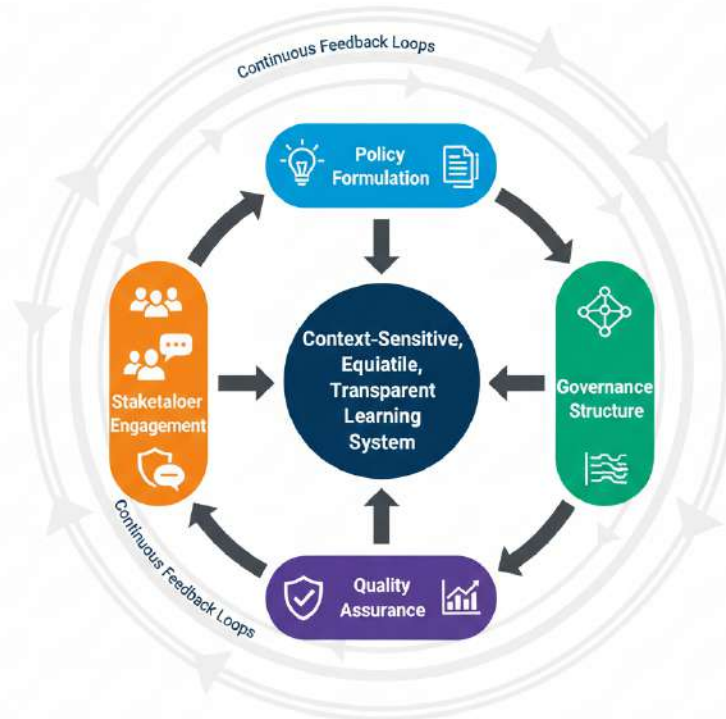 Continuous Feedback Loops
Policy
Formulation
Context-Sensitive,
Equiatile,
Transparent
Learning
System
Staketaloer
Engagement
Governance
Structure
Quality
Assurance
Continuous Feedback Loops